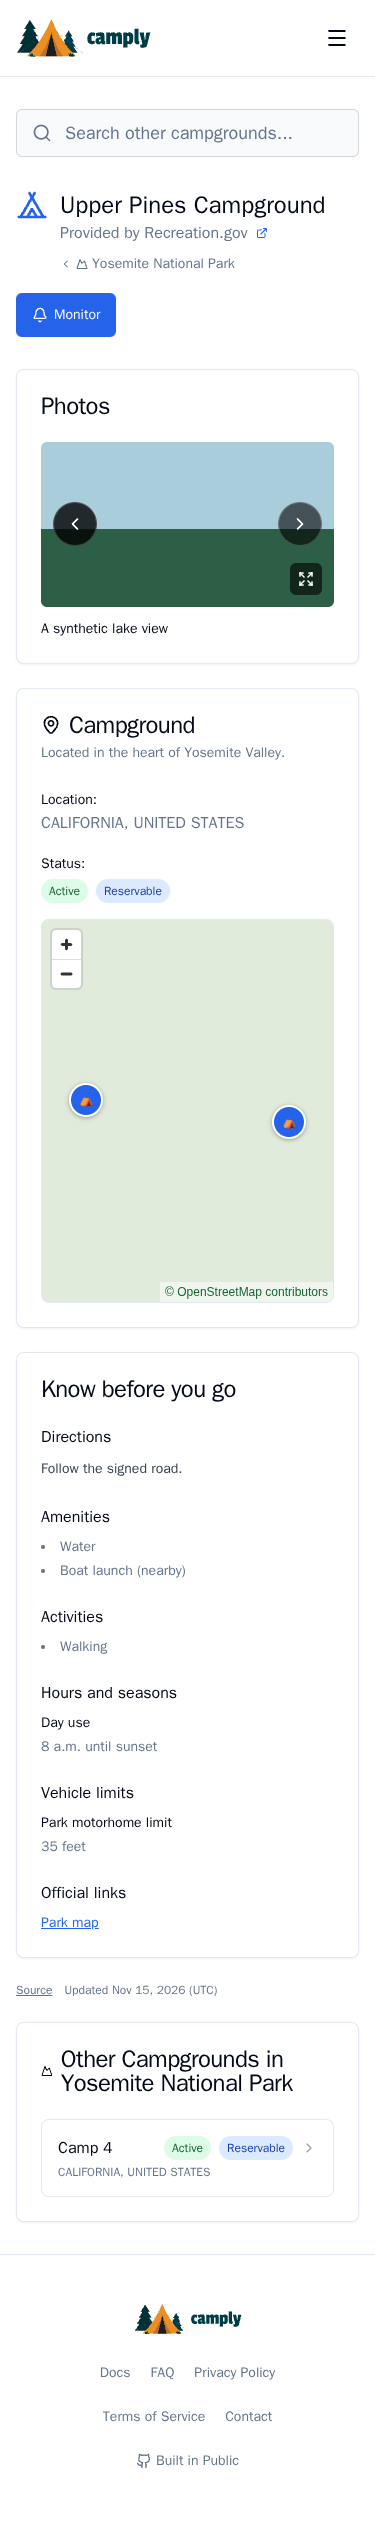 camply
Search other campgrounds...
Upper Pines Campground
Provided by Recreation.gov
Yosemite National Park
Monitor
Photos
A synthetic lake view
Campground
Located in the heart of Yosemite Valley.
Location:
CALIFORNIA, UNITED STATES
Status:
Active Reservable
© OpenStreetMap contributors
Know before you go
Directions
Follow the signed road.
Amenities
• Water
• Boat launch (nearby)
Activities
• Walking
Hours and seasons
Day use
8 a.m. until sunset
Vehicle limits
Park motorhome limit
35 feet
Official links
Park map
Source Updated Nov 15, 2026 (UTC)
Other Campgrounds in
Yosemite National Park
Camp 4 Active Reservable
CALIFORNIA, UNITED STATES
camply
Docs FAQ Privacy Policy
Terms of Service Contact
Built in Public